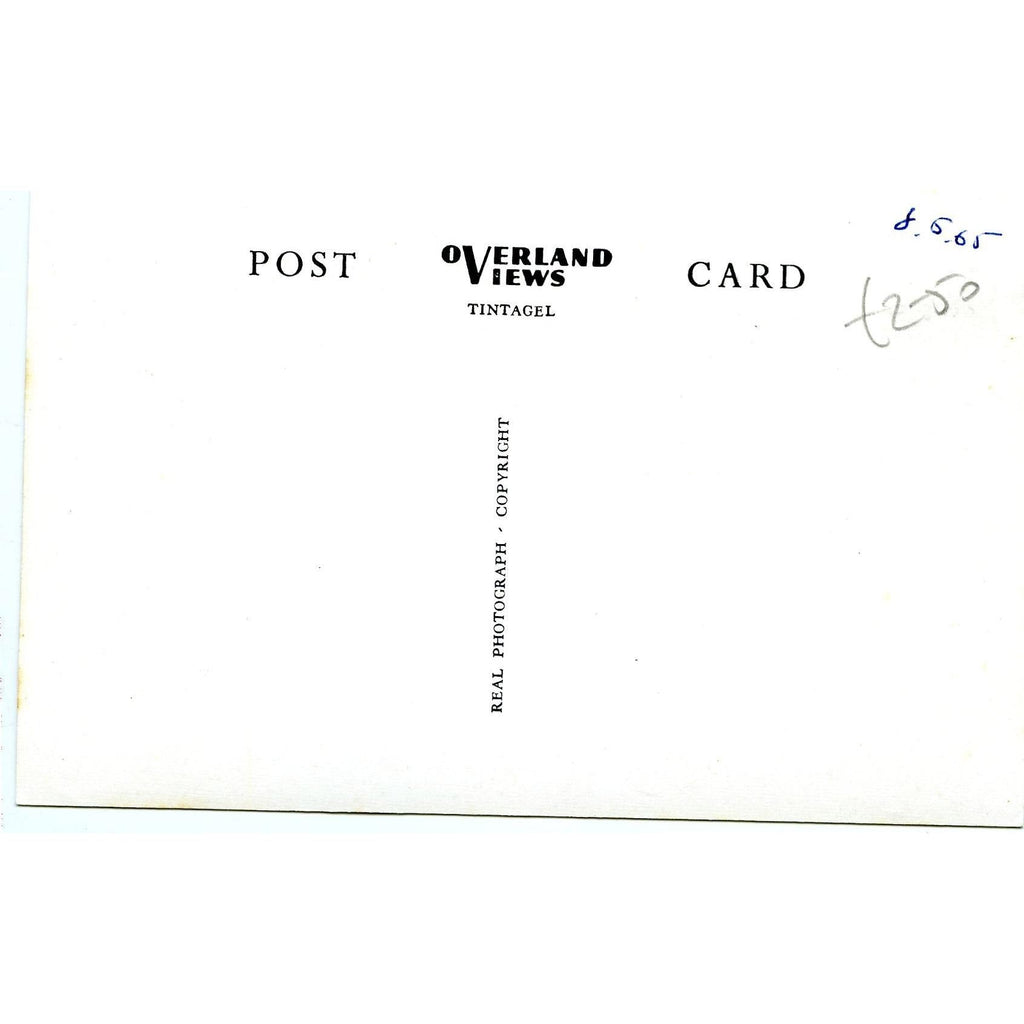 8.5.65
POST OVERLAND VIEWS CARD
TINTAGEL
£2-50
REAL PHOTOGRAPH - COPYRIGHT